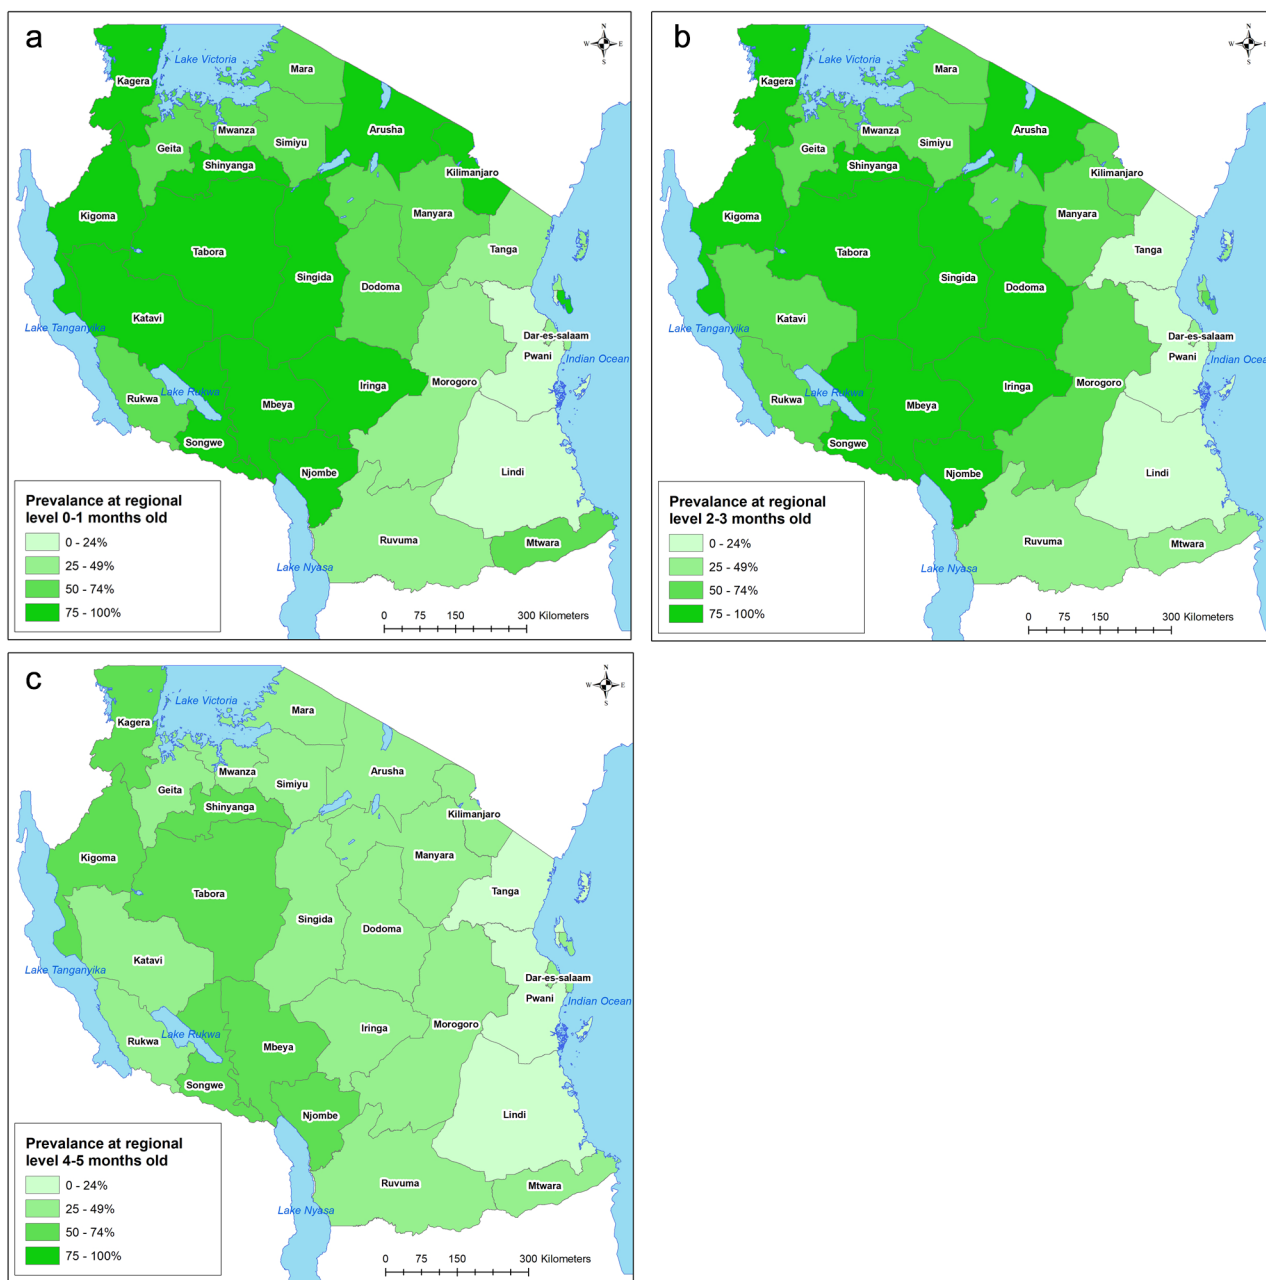 a
N
W E
S
Lake Victoria
Mara
Kagera
Mwanza
Arusha
Simiyu
Geita
Shinyanga
Kilimanjaro
Kigoma
Manyara
Tanga
Tabora
Singida
Dodoma
Katavi
Lake Tanganyika
Dar-es-salaam
Pwani
Indian Ocean
Iringa
Morogoro
Lake Rukwa
Rukwa
Mbeya
Songwe
Njombe
Lindi
Ruvuma
Mtwara
Lake Nyasa
Prevalance at regional
level 0-1 months old
0 - 24%
25 - 49%
50 - 74%
75 - 100%
0 75 150 300 Kilometers
b
N
W E
S
Lake Victoria
Mara
Kagera
Mwanza
Arusha
Simiyu
Geita
Shinyanga
Kilimanjaro
Kigoma
Manyara
Tanga
Tabora
Singida
Dodoma
Katavi
Lake Tanganyika
Dar-es-salaam
Pwani
Indian Ocean
Iringa
Morogoro
Lake Rukwa
Rukwa
Mbeya
Songwe
Njombe
Lindi
Ruvuma
Mtwara
Lake Nyasa
Prevalance at regional
level 2-3 months old
0 - 24%
25 - 49%
50 - 74%
75 - 100%
0 75 150 300 Kilometers
c
N
W E
S
Lake Victoria
Mara
Kagera
Mwanza
Arusha
Simiyu
Geita
Shinyanga
Kilimanjaro
Kigoma
Manyara
Tanga
Tabora
Singida
Dodoma
Katavi
Lake Tanganyika
Dar-es-salaam
Pwani
Indian Ocean
Iringa
Morogoro
Lake Rukwa
Rukwa
Mbeya
Songwe
Njombe
Lindi
Ruvuma
Mtwara
Lake Nyasa
Prevalance at regional
level 4-5 months old
0 - 24%
25 - 49%
50 - 74%
75 - 100%
0 75 150 300 Kilometers